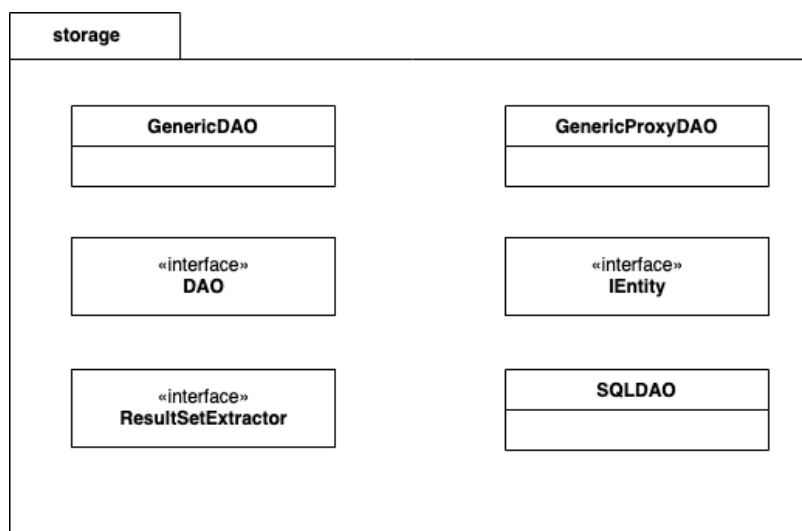 storage
GenericDAO
GenericProxyDAO
«interface»
DAO
«interface»
IEntity
«interface»
ResultSetExtractor
SQLDAO